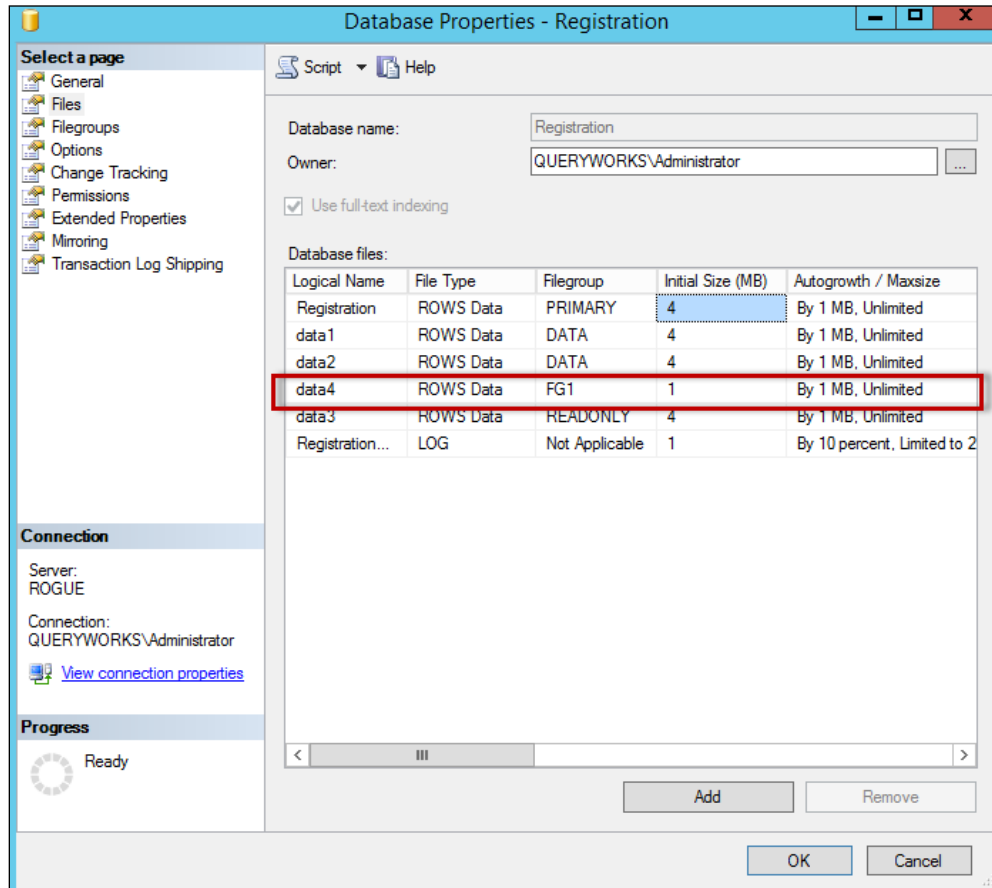 Database Properties - Registration
X
Select a page
General
Files
Filegroups
Options
Change Tracking
Permissions
Extended Properties
Mirroring
Transaction Log Shipping
Script Help
Database name: Registration
Owner: QUERYWORKS\Administrator ...
Use full-text indexing
Database files:
Logical Name File Type Filegroup Initial Size (MB) Autogrowth / Maxsize
Registration ROWS Data PRIMARY 4 By 1 MB, Unlimited
data1 ROWS Data DATA 4 By 1 MB, Unlimited
data2 ROWS Data DATA 4 By 1 MB, Unlimited
data4 ROWS Data FG1 1 By 1 MB, Unlimited
data3 ROWS Data READONLY 4 By 1 MB, Unlimited
Registration... LOG Not Applicable 1 By 10 percent, Limited to 2
Connection
Server:
ROGUE
Connection:
QUERYWORKS\Administrator
View connection properties
Progress
Ready
Add Remove
OK Cancel